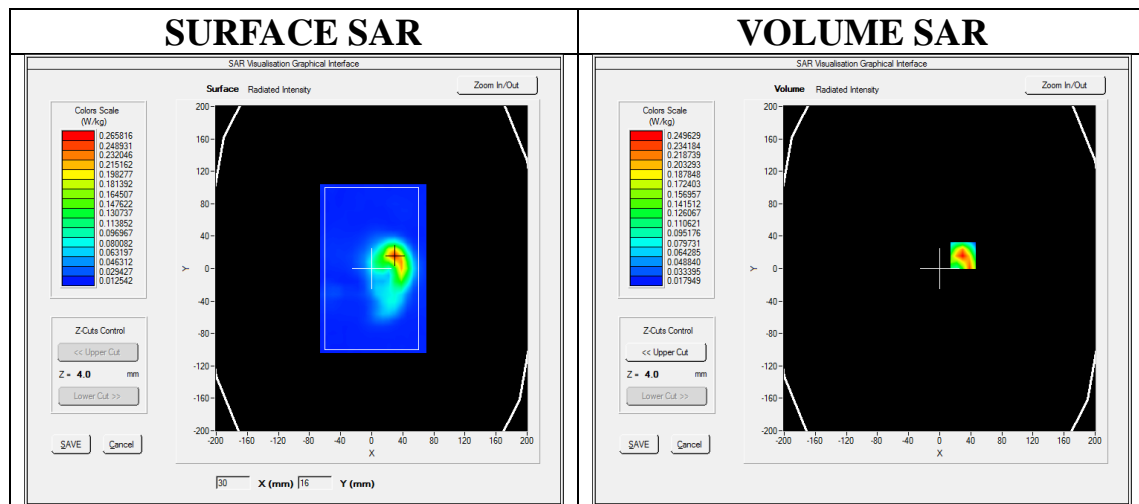 SURFACE SAR
SAR Visualisation Graphical Interface
Surface Radiated Intensity
Zoom In/Out
Colors Scale
(W/kg)
0.265816
0.248931
0.232046
0.215162
0.198277
0.181392
0.164507
0.147622
0.130737
0.113852
0.096967
0.080082
0.063197
0.046312
0.029427
0.012542
Z-Cuts Control
<< Upper Cut
Z = 4.0 mm
Lower Cut >>
SAVE Cancel
200
160
120
80
40
0
-40
-80
-120
-160
-200
Y
-200 -160 -120 -80 -40 0 40 80 120 160 200
X
30 X (mm) 16 Y (mm)
VOLUME SAR
SAR Visualisation Graphical Interface
Volume Radiated Intensity
Zoom In/Out
Colors Scale
(W/kg)
0.249629
0.234184
0.218739
0.203293
0.187848
0.172403
0.156957
0.141512
0.126067
0.110621
0.095176
0.079731
0.064285
0.048840
0.033395
0.017949
Z-Cuts Control
<< Upper Cut
Z = 4.0 mm
Lower Cut >>
SAVE Cancel
200
160
120
80
40
0
-40
-80
-120
-160
-200
Y
-200 -160 -120 -80 -40 0 40 80 120 160 200
X